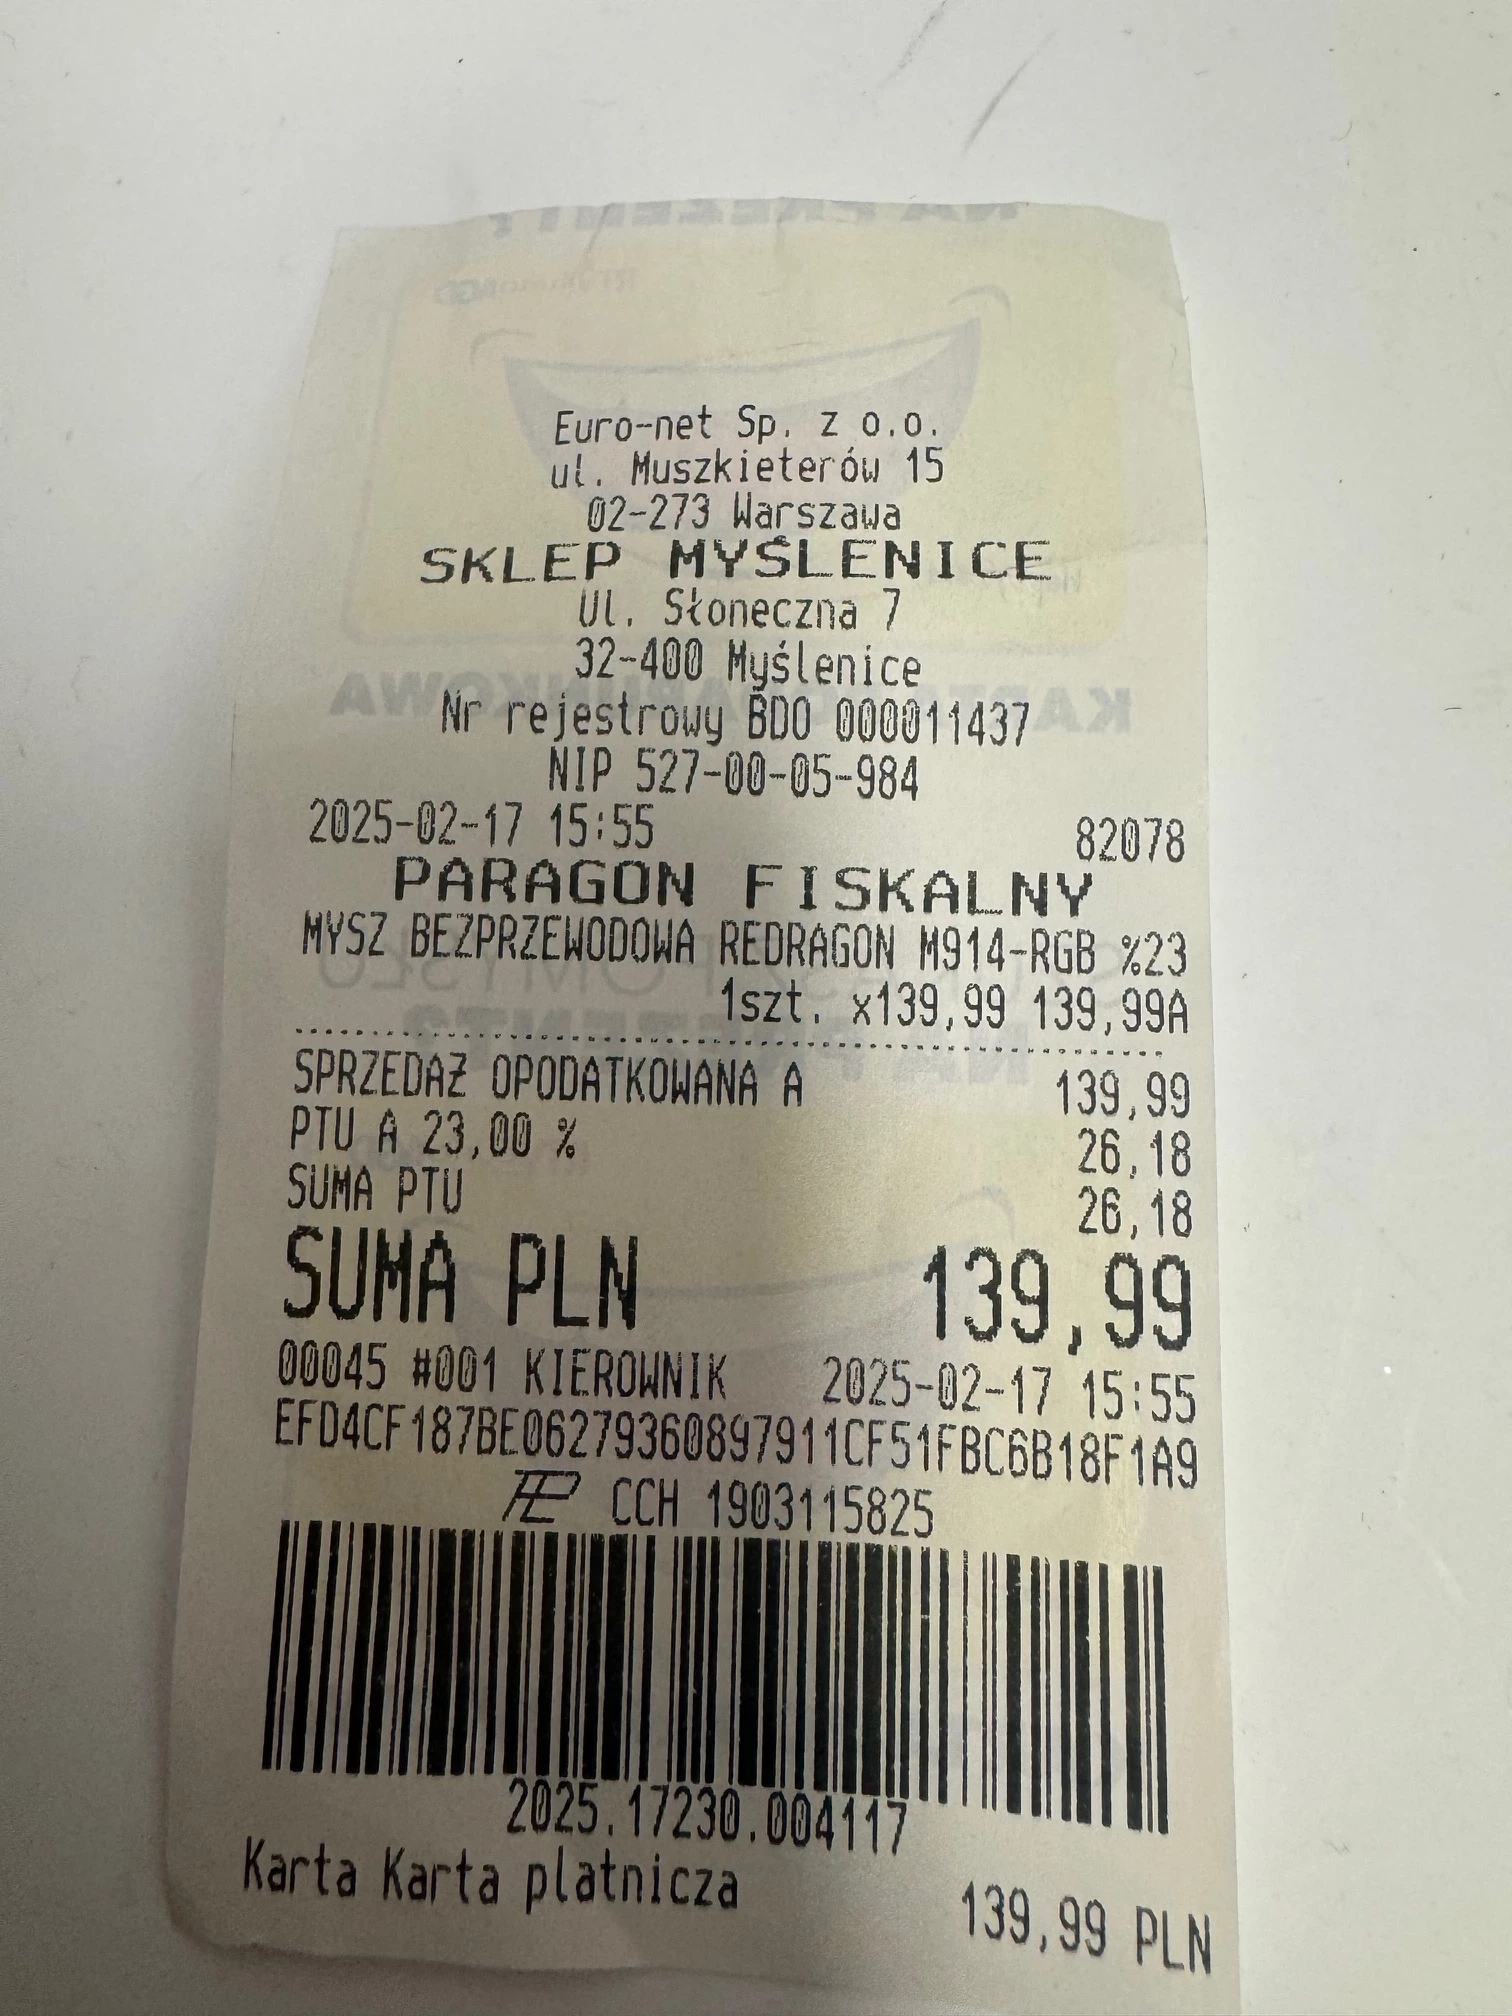 Euro-net Sp. z o.o.
ul. Muszkieterów 15
02-273 Warszawa
SKLEP MYŚLENICE
Ul. Słoneczna 7
32-400 Myślenice
Nr rejestrowy BDO 000011437
NIP 527-00-05-984
2025-02-17 15:55 82078
PARAGON FISKALNY
MYSZ BEZPRZEWODOWA REDRAGON M914-RGB %23
1szt. x139,99 139,99A
SPRZEDAŻ OPODATKOWANA A 139,99
PTU A 23,00 % 26,18
SUMA PTU 26,18
SUMA PLN 139,99
00045 #001 KIEROWNIK 2025-02-17 15:55
EFD4CF187BE06279360897911CF51FBC6B18F1A9
PL CCH 1903115825
2025.17230.004117
Karta Karta płatnicza
139,99 PLN